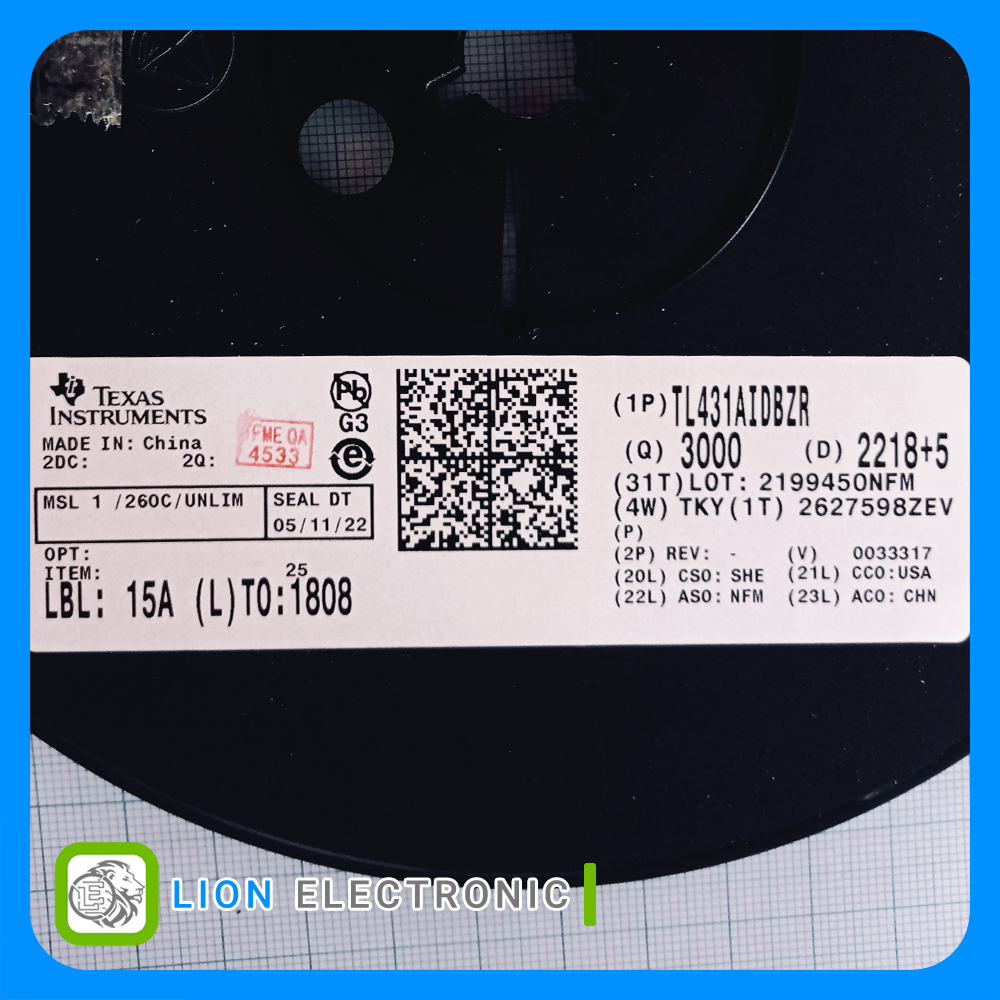 TEXAS
INSTRUMENTS
MADE IN: China
2DC: 2Q:
FME QA
4533
Pb
G3
e
MSL 1 /260C/UNLIM
SEAL DT
05/11/22
OPT:
ITEM: 25
LBL: 15A (L)TO:1808
(1P)TL431AIDBZR
(Q) 3000 (D) 2218+5
(31T)LOT: 2199450NFM
(4W) TKY(1T) 2627598ZEV
(P)
(2P) REV: - (V) 0033317
(20L) CSO: SHE (21L) CCO:USA
(22L) ASO: NFM (23L) ACO: CHN
LION ELECTRONIC